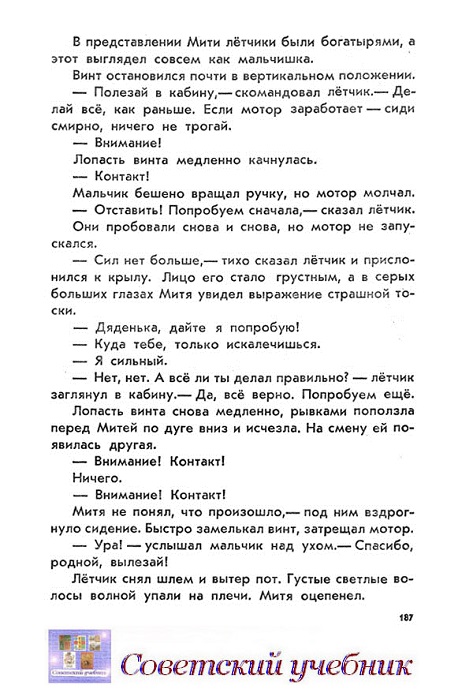 В представлении Мити лётчики были богатырями, а
этот выглядел совсем как мальчишка.
Винт остановился почти в вертикальном положении.
— Полезай в кабину,— скомандовал лётчик.— Де-
лай всё, как раньше. Если мотор заработает — сиди
смирно, ничего не трогай.
— Внимание!
Лопасть винта медленно качнулась.
— Контакт!
Мальчик бешено вращал ручку, но мотор молчал.
— Отставить! Попробуем сначала,— сказал лётчик.
Они пробовали снова и снова, но мотор не запу-
скался.
— Сил нет больше,— тихо сказал лётчик и присло-
нился к крылу. Лицо его стало грустным, а в серых
больших глазах Митя увидел выражение страшной то-
ски.
— Дяденька, дайте я попробую!
— Куда тебе, только искалечишься.
— Я сильный.
— Нет, нет. А всё ли ты делал правильно? — лётчик
заглянул в кабину.— Да, всё верно. Попробуем ещё.
Лопасть винта снова медленно, рывками поползла
перед Митей по дуге вниз и исчезла. На смену ей по-
явилась другая.
— Внимание! Контакт!
Ничего.
— Внимание! Контакт!
Митя не понял, что произошло,— под ним вздрог-
нуло сидение. Быстро замелькал винт, затрещал мотор.
— Ура! — услышал мальчик над ухом.— Спасибо,
родной, вылезай!
Лётчик снял шлем и вытер пот. Густые светлые во-
лосы волной упали на плечи. Митя оцепенел.
187
Советский учебник
Советский учебник